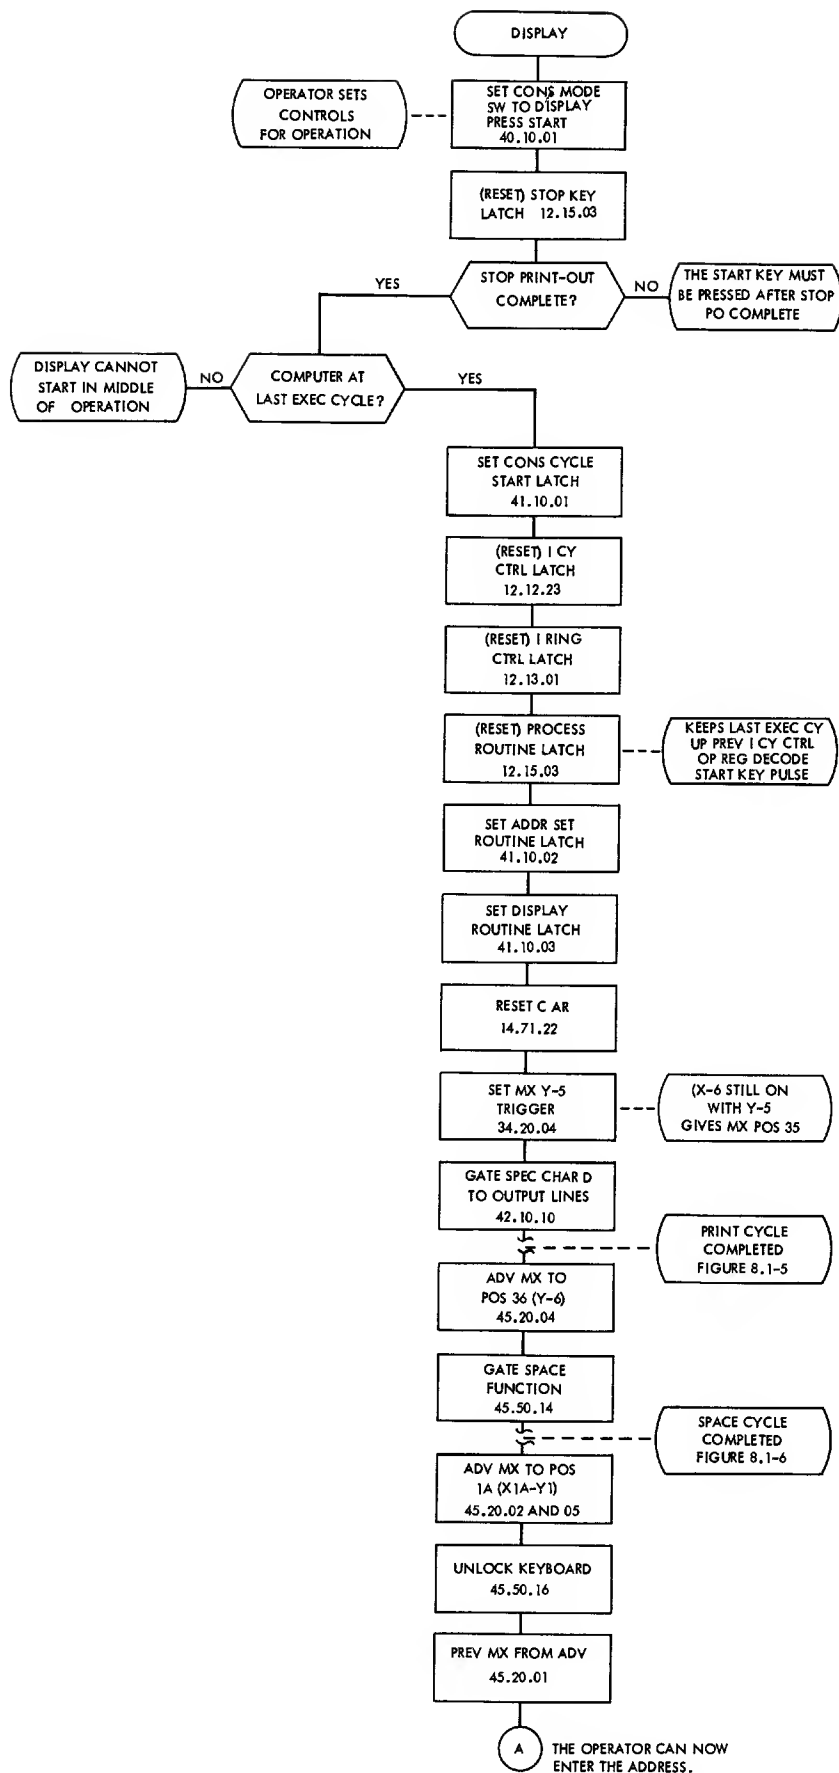 DISPLAY
OPERATOR SETS
CONTROLS
FOR OPERATION
SET CONS MODE
SW TO DISPLAY
PRESS START
40.10.01
(RESET) STOP KEY
LATCH 12.15.03
YES
STOP PRINT-OUT
COMPLETE?
NO
THE START KEY MUST
BE PRESSED AFTER STOP
PO COMPLETE
DISPLAY CANNOT
START IN MIDDLE
OF OPERATION
NO
COMPUTER AT
LAST EXEC CYCLE?
YES
SET CONS CYCLE
START LATCH
41.10.01
(RESET) I CY
CTRL LATCH
12.12.23
(RESET) I RING
CTRL LATCH
12.13.01
(RESET) PROCESS
ROUTINE LATCH
12.15.03
KEEPS LAST EXEC CY
UP PREV I CY CTRL
OP REG DECODE
START KEY PULSE
SET ADDR SET
ROUTINE LATCH
41.10.02
SET DISPLAY
ROUTINE LATCH
41.10.03
RESET C AR
14.71.22
SET MX Y-5
TRIGGER
34.20.04
(X-6 STILL ON
WITH Y-5
GIVES MX POS 35
GATE SPEC CHAR D
TO OUTPUT LINES
42.10.10
PRINT CYCLE
COMPLETED
FIGURE 8.1-5
ADV MX TO
POS 36 (Y-6)
45.20.04
GATE SPACE
FUNCTION
45.50.14
SPACE CYCLE
COMPLETED
FIGURE 8.1-6
ADV MX TO POS
1A (X1A-Y1)
45.20.02 AND 05
UNLOCK KEYBOARD
45.50.16
PREV MX FROM ADV
45.20.01
A
THE OPERATOR CAN NOW
ENTER THE ADDRESS.